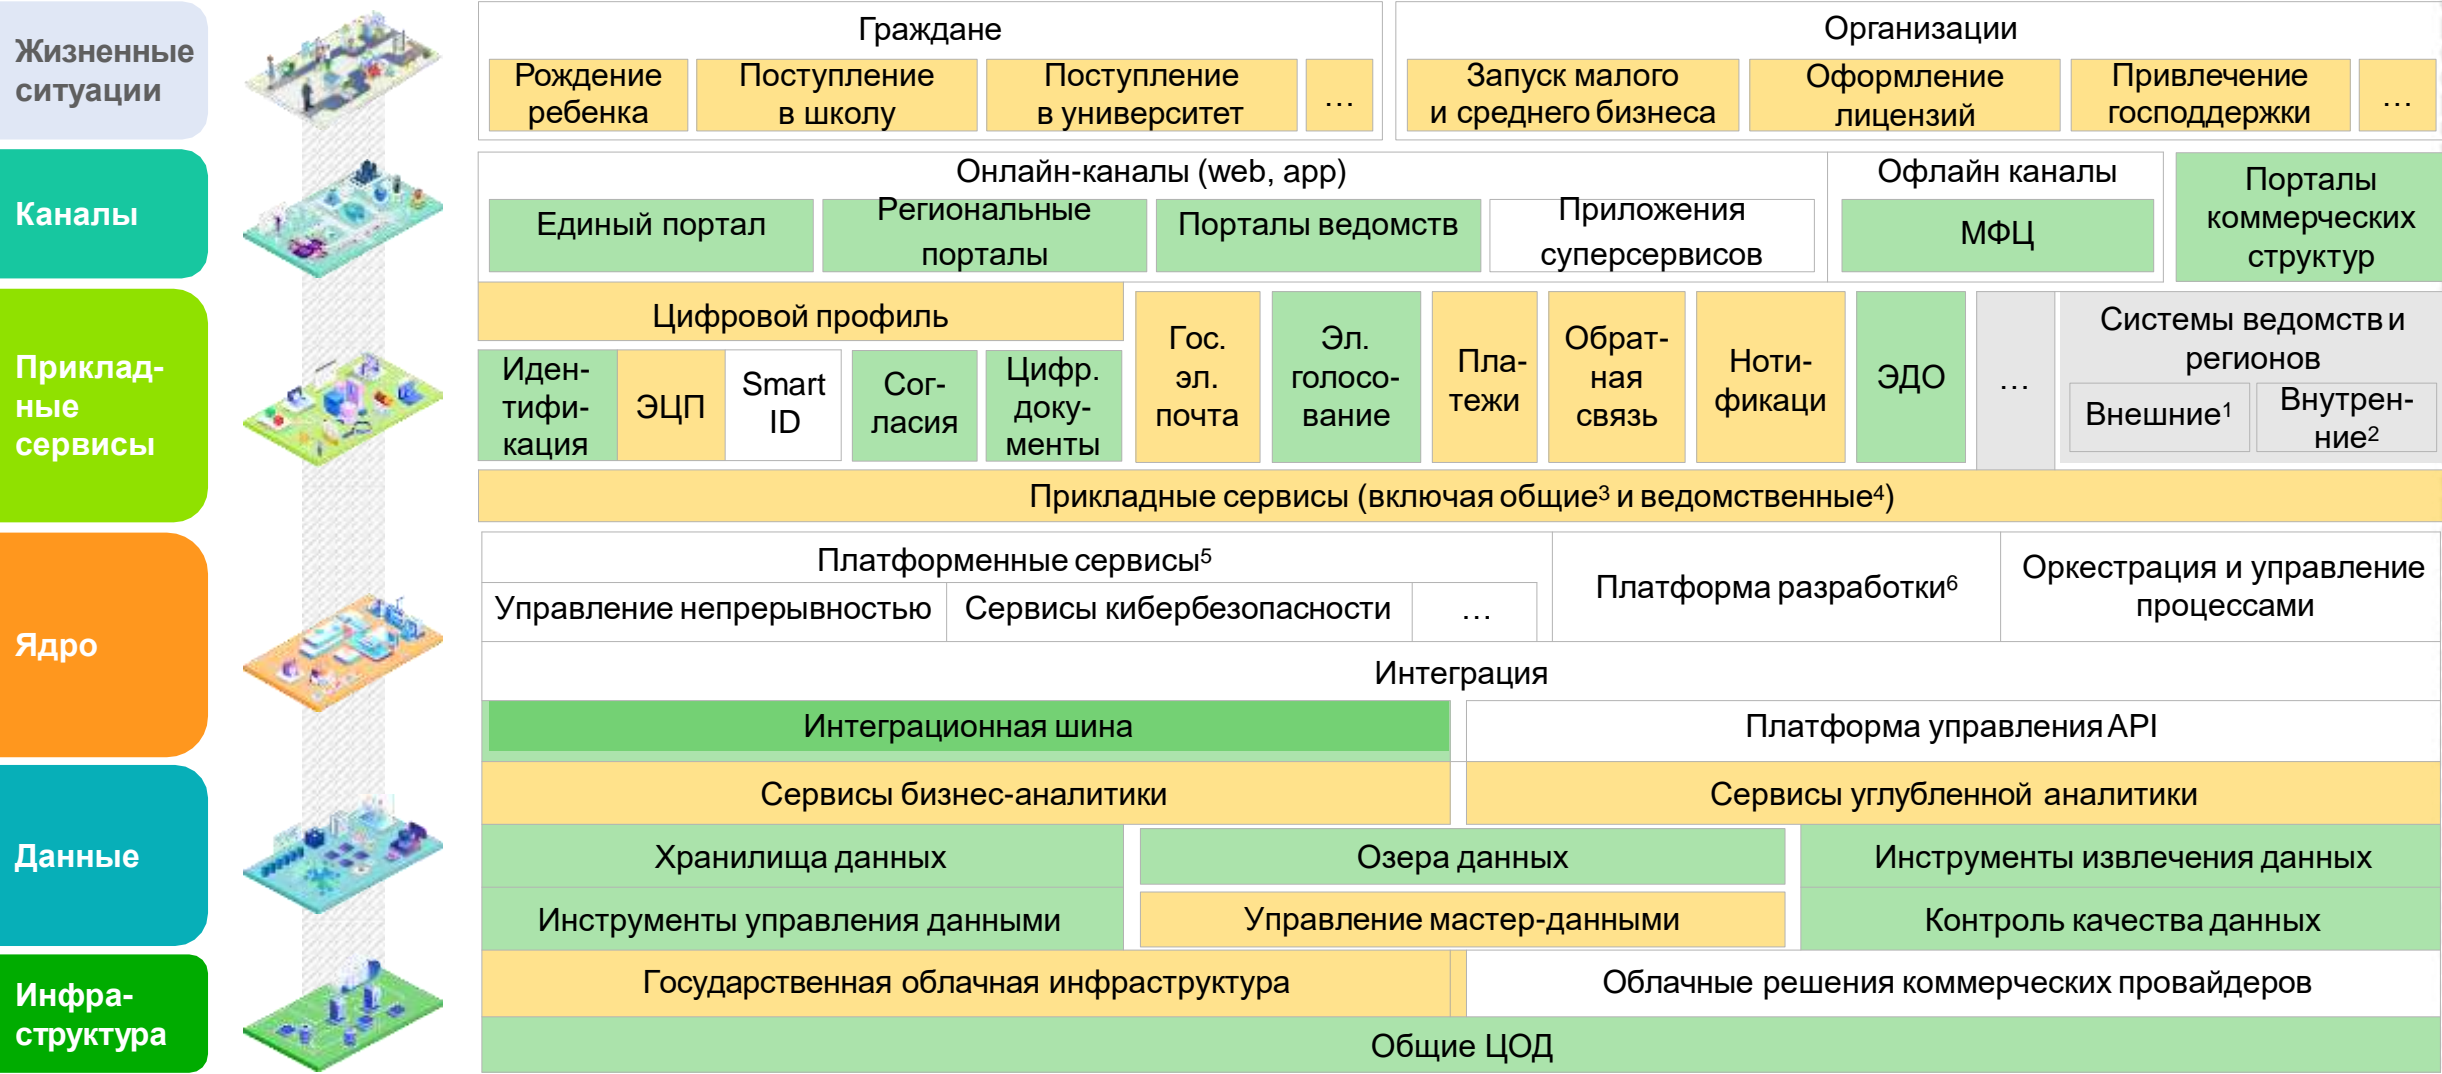 Жизненные
ситуации
Граждане
Рождение
ребенка
Поступление
в школу
Поступление
в университет
…
Организации
Запуск малого
и среднего бизнеса
Оформление
лицензий
Привлечение
господдержки
…
Каналы
Онлайн-каналы (web, app)
Единый портал
Региональные
порталы
Порталы ведомств
Приложения
суперсервисов
Офлайн каналы
МФЦ
Порталы
коммерческих
структур
Приклад-
ные
сервисы
Цифровой профиль
Иден-
тифи-
кация
ЭЦП
Smart
ID
Сог-
ласия
Цифр.
доку-
менты
Гос.
эл.
почта
Эл.
голосо-
вание
Пла-
тежи
Обрат-
ная
связь
Ноти-
фикаци
ЭДО
…
Системы ведомств и
регионов
Внешние¹
Внутрен-
ние²
Прикладные сервисы (включая общие³ и ведомственные⁴)
Ядро
Платформенные сервисы⁵
Управление непрерывностью
Сервисы кибербезопасности
…
Платформа разработки⁶
Оркестрация и управление
процессами
Интеграция
Интеграционная шина
Платформа управления API
Данные
Сервисы бизнес-аналитики
Сервисы углубленной аналитики
Хранилища данных
Озера данных
Инструменты извлечения данных
Инструменты управления данными
Управление мастер-данными
Контроль качества данных
Инфра-
структура
Государственная облачная инфраструктура
Облачные решения коммерческих провайдеров
Общие ЦОД